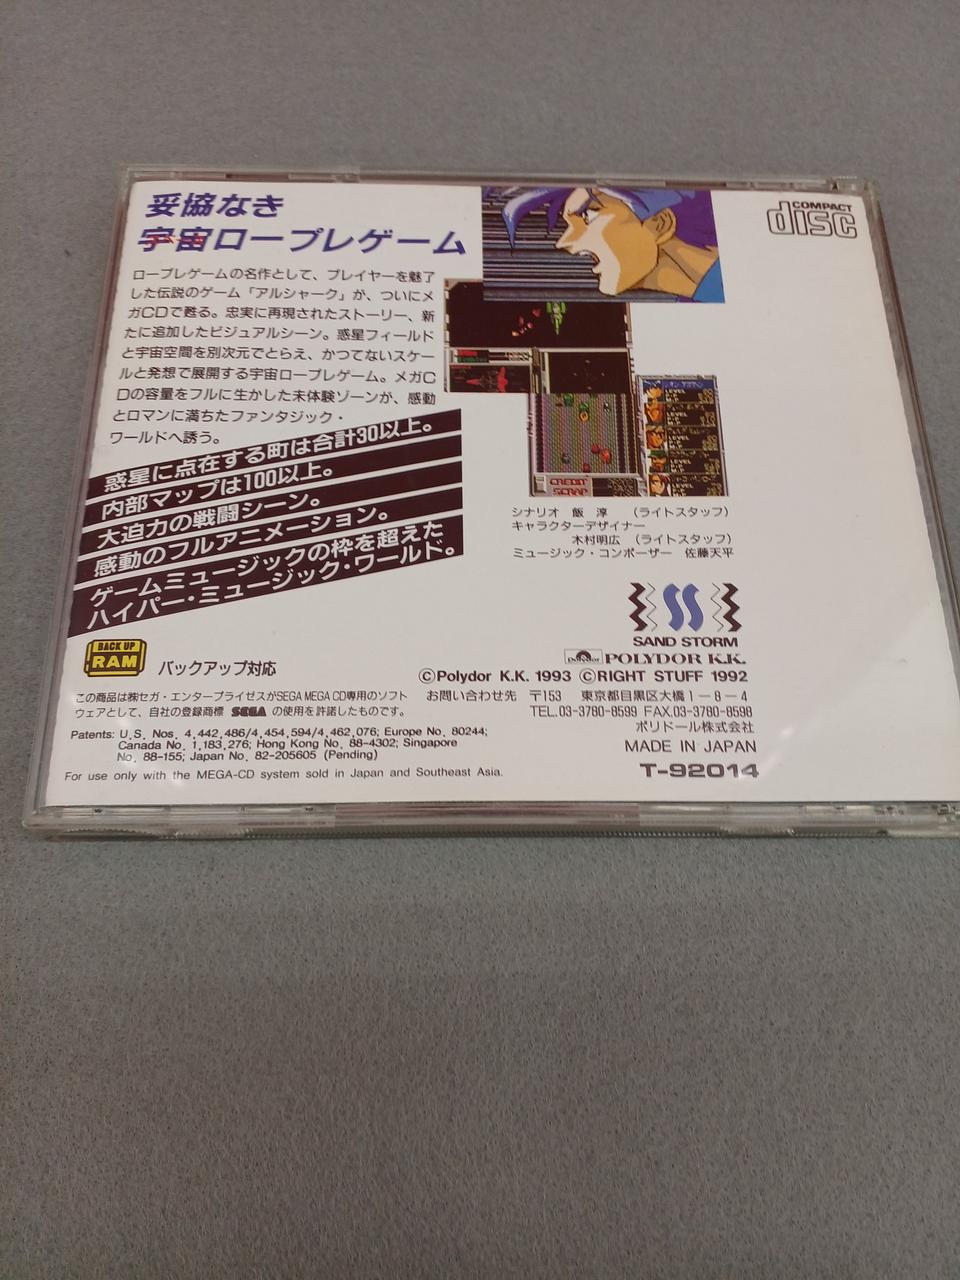 妥協なき
宇宙ロープレゲーム
COMPACT
disc
ロープレゲームの名作として、プレイヤーを魅了
した伝説のゲーム「アルシャーク」が、ついにメ
ガCDで甦る。忠実に再現されたストーリー、新
たに追加したビジュアルシーン。惑星フィールド
と宇宙空間を別次元でとらえ、かつてないスケー
ルと発想で展開する宇宙ロープレゲーム。メガC
Dの容量をフルに生かした未体験ゾーンが、感動
とロマンに満ちたファンタジック・
ワールドへ誘う。
惑星に点在する町は合計30以上。
内部マップは100以上。
大迫力の戦闘シーン。
感動のフルアニメーション。
ゲームミュージックの枠を超えた
ハイパー・ミュージック・ワールド。
CREDIT
SCRAP
LEVEL
LEVEL
LEVEL
シナリオ 飯 淳 (ライトスタッフ)
キャラクターデザイナー
木村明広 (ライトスタッフ)
ミュージック・コンポーザー 佐藤天平
SAND STORM
Polydor POLYDOR K.K.
BACK UP
RAM
バックアップ対応
©Polydor K.K. 1993 ©RIGHT STUFF 1992
この商品は㈱セガ・エンタープライゼスがSEGA MEGA CD専用のソフト
ウェアとして、自社の登録商標 SEGA の使用を許諾したものです。
お問い合わせ先 〒153 東京都目黒区大橋1-8-4
TEL.03-3780-8599 FAX.03-3780-8598
ポリドール株式会社
Patents: U.S. Nos. 4,442,486/4,454,594/4,462,076; Europe No. 80244;
Canada No. 1,183,276; Hong Kong No. 88-4302; Singapore
No. 88-155; Japan No. 82-205605 (Pending)
MADE IN JAPAN
For use only with the MEGA-CD system sold in Japan and Southeast Asia.
T-92014